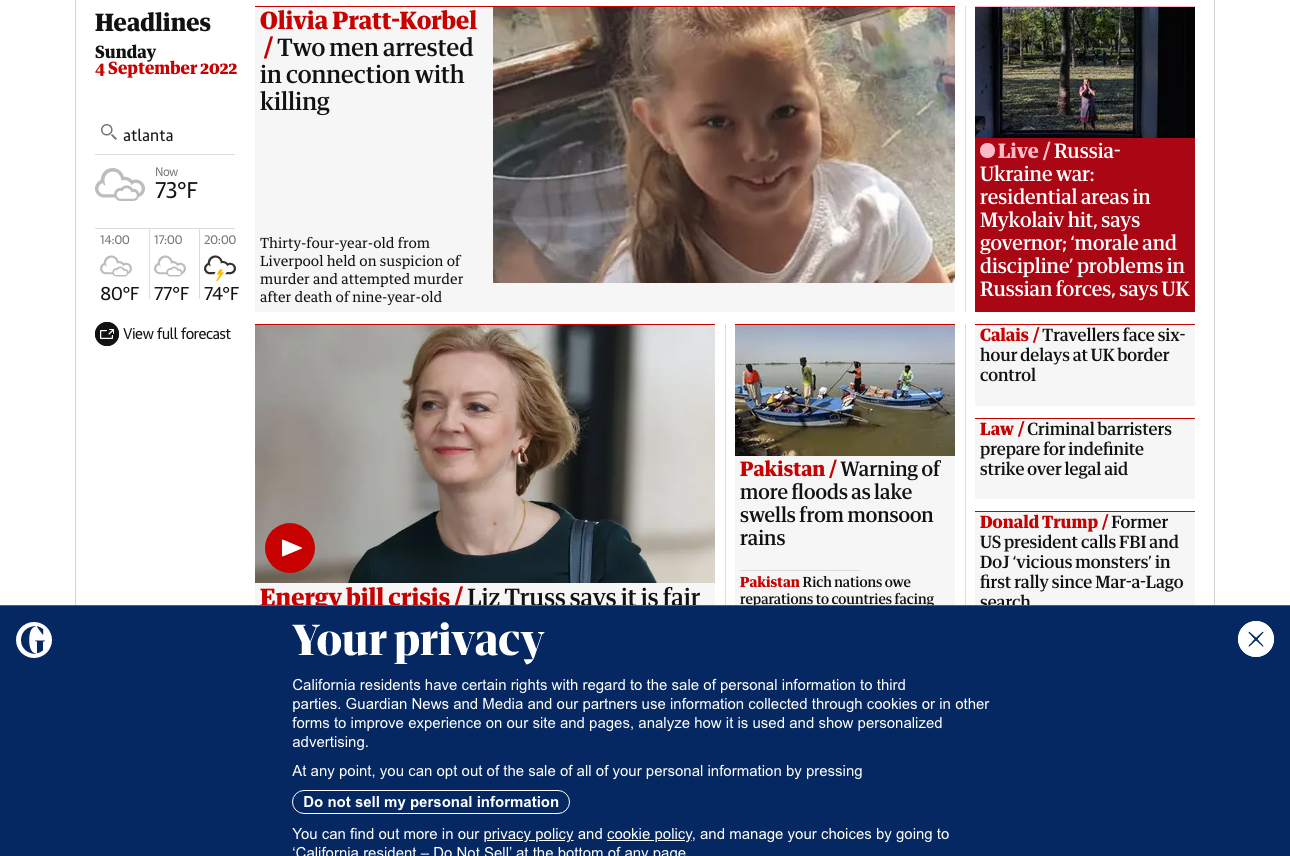 Headlines
Sunday
4 September 2022
atlanta
Now
73°F
14:00
17:00
20:00
80°F
77°F
74°F
View full forecast
Olivia Pratt-Korbel
/ Two men arrested
in connection with
killing
Thirty-four-year-old from
Liverpool held on suspicion of
murder and attempted murder
after death of nine-year-old
Live / Russia-
Ukraine war:
residential areas in
Mykolaiv hit, says
governor; ‘morale and
discipline’ problems in
Russian forces, says UK
Energy bill crisis / Liz Truss says it is fair
Pakistan / Warning of
more floods as lake
swells from monsoon
rains
Pakistan Rich nations owe
reparations to countries facing
Calais / Travellers face six-
hour delays at UK border
control
Law / Criminal barristers
prepare for indefinite
strike over legal aid
Donald Trump / Former
US president calls FBI and
DoJ ‘vicious monsters’ in
first rally since Mar-a-Lago
search
G
Your privacy
California residents have certain rights with regard to the sale of personal information to third
parties. Guardian News and Media and our partners use information collected through cookies or in other
forms to improve experience on our site and pages, analyze how it is used and show personalized
advertising.
At any point, you can opt out of the sale of all of your personal information by pressing
Do not sell my personal information
You can find out more in our privacy policy and cookie policy, and manage your choices by going to
‘California resident – Do Not Sell’ at the bottom of any page